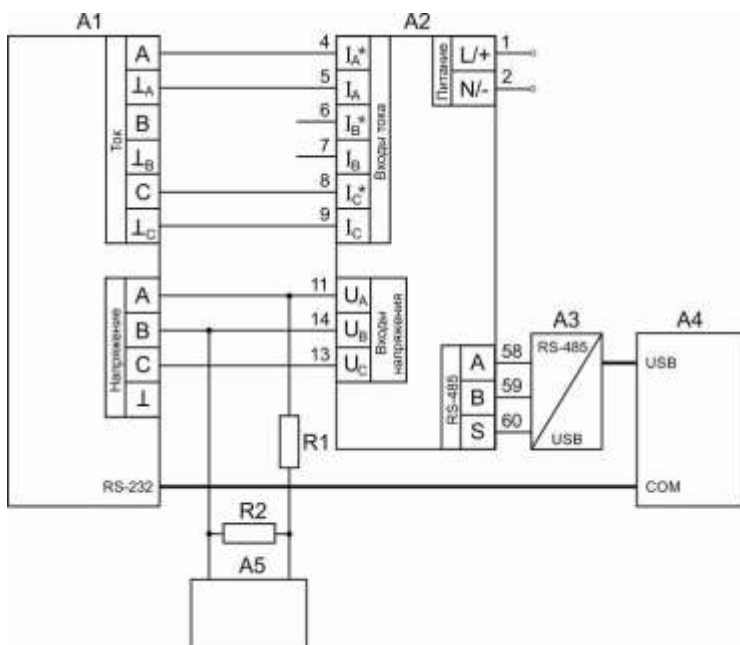 A1
A2
A
⊥A
B
⊥B
C
⊥C
Ток
4
5
6
7
8
9
IA*
IA
IB*
IB
IC*
IC
Входы тока
Питание
L/+
N/-
1
2
Напряжение
A
B
C
⊥
11
14
13
UA
UB
UC
Входы
напряжения
RS-485
A
B
S
58
59
60
A3
RS-485
USB
A4
USB
COM
R1
RS-232
R2
A5